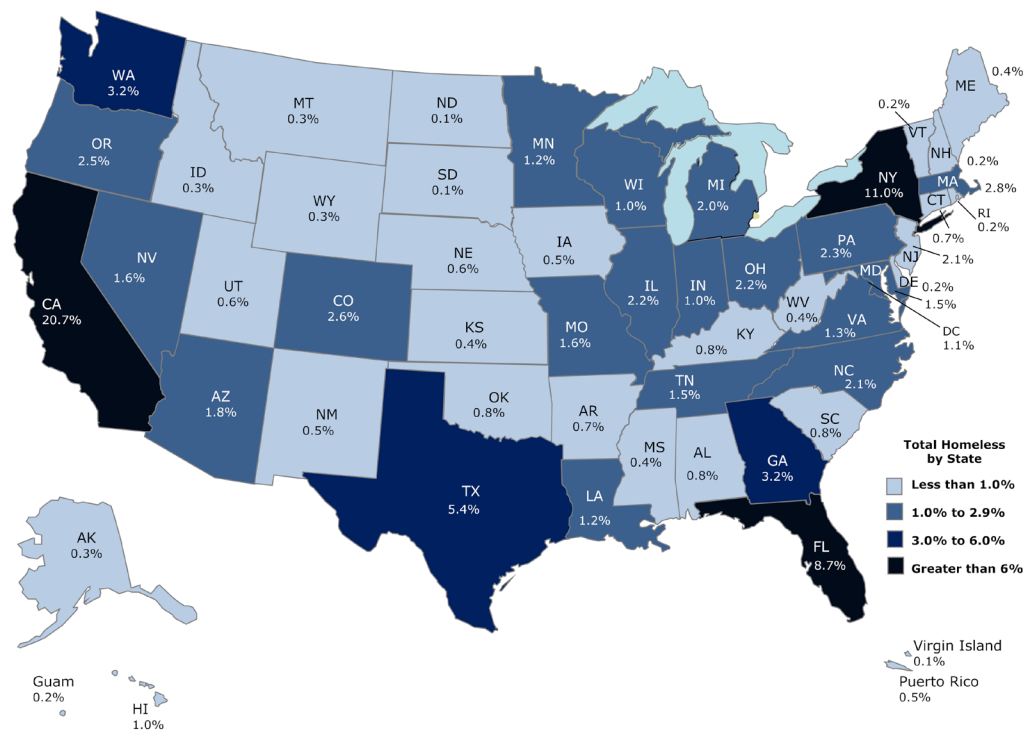 WA
3.2%
OR
2.5%
CA
20.7%
NV
1.6%
ID
0.3%
MT
0.3%
WY
0.3%
UT
0.6%
AZ
1.8%
CO
2.6%
NM
0.5%
ND
0.1%
SD
0.1%
NE
0.6%
KS
0.4%
OK
0.8%
TX
5.4%
MN
1.2%
IA
0.5%
MO
1.6%
AR
0.7%
LA
1.2%
WI
1.0%
IL
2.2%
MI
2.0%
IN
1.0%
OH
2.2%
KY
0.8%
TN
1.5%
MS
0.4%
AL
0.8%
GA
3.2%
FL
8.7%
SC
0.8%
NC
2.1%
VA
1.3%
WV
0.4%
PA
2.3%
NY
11.0%
0.2%
VT
NH
0.2%
ME
0.4%
MA
2.8%
CT
0.7%
RI
0.2%
NJ
2.1%
DE
0.2%
MD
1.5%
DC
1.1%
Total Homeless
by State
Less than 1.0%
1.0% to 2.9%
3.0% to 6.0%
Greater than 6%
AK
0.3%
Guam
0.2%
HI
1.0%
Virgin Island
0.1%
Puerto Rico
0.5%